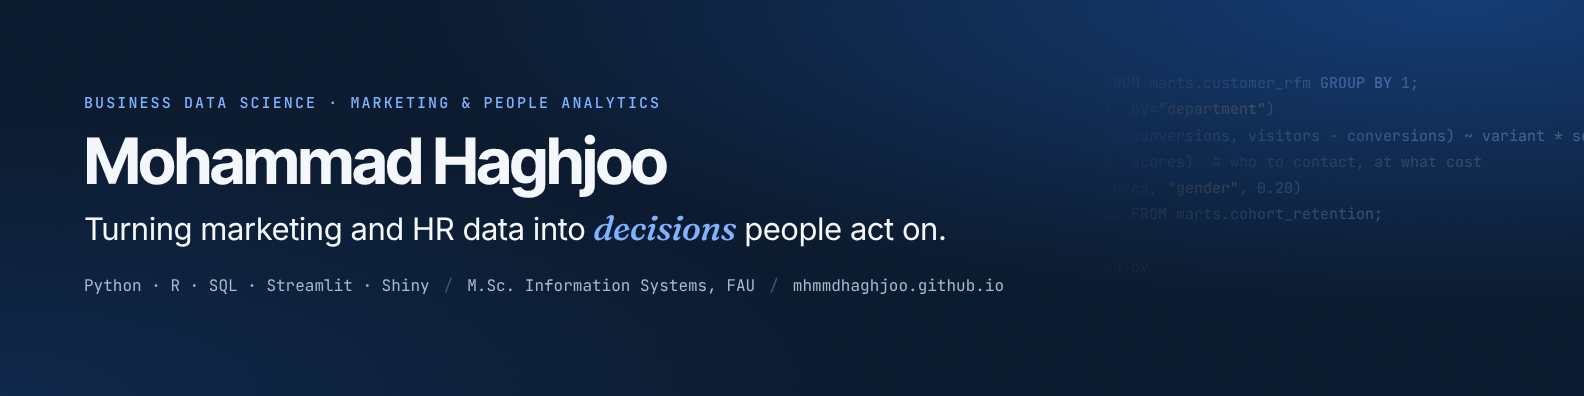 BUSINESS DATA SCIENCE · MARKETING & PEOPLE ANALYTICS
Mohammad Haghjoo
Turning marketing and HR data into decisions people act on.
Python · R · SQL · Streamlit · Shiny / M.Sc. Information Systems, FAU / mhmmdhaghjoo.github.io
FROM marts.customer_rfm GROUP BY 1;
by="department")
(conversions, visitors - conversions) ~ variant *
scores) # who to contact, at what cost
"gender", 0.20)
FROM marts.cohort_retention;